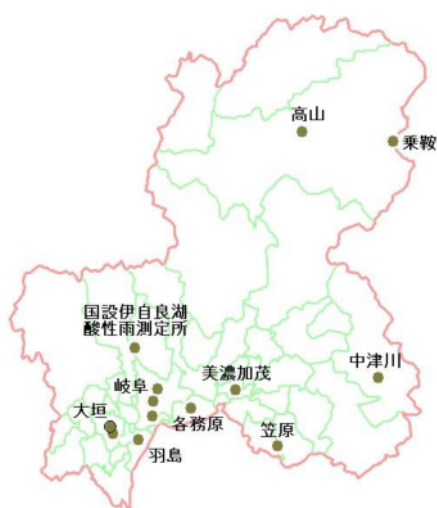 高山
乗鞍
国設伊自良湖
酸性雨測定所
美濃加茂
中津川
岐阜
大垣
各務原
笠原
羽島